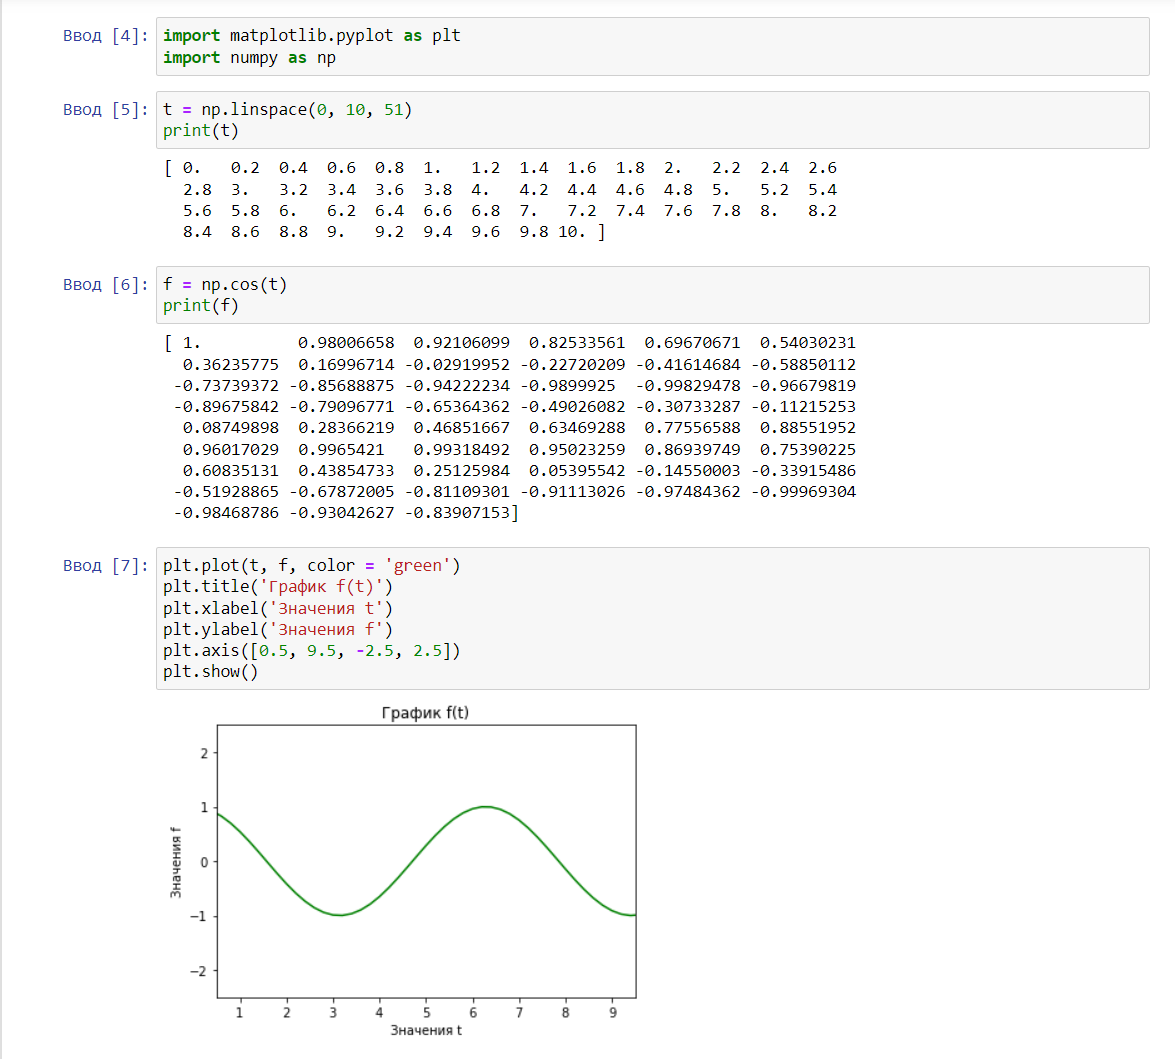 Ввод [4]: import matplotlib.pyplot as plt
import numpy as np
Ввод [5]: t = np.linspace(0, 10, 51)
print(t)
[ 0.   0.2  0.4  0.6  0.8  1.   1.2  1.4  1.6  1.8  2.   2.2  2.4  2.6
2.8  3.   3.2  3.4  3.6  3.8  4.   4.2  4.4  4.6  4.8  5.   5.2  5.4
5.6  5.8  6.   6.2  6.4  6.6  6.8  7.   7.2  7.4  7.6  7.8  8.   8.2
8.4  8.6  8.8  9.   9.2  9.4  9.6  9.8 10. ]
Ввод [6]: f = np.cos(t)
print(f)
[ 1.          0.98006658  0.92106099  0.82533561  0.69670671  0.54030231
0.36235775  0.16996714 -0.02919952 -0.22720209 -0.41614684 -0.58850112
-0.73739372 -0.85688875 -0.94222234 -0.9899925  -0.99829478 -0.96679819
-0.89675842 -0.79096771 -0.65364362 -0.49026082 -0.30733287 -0.11215253
0.08749898  0.28366219  0.46851667  0.63469288  0.77556588  0.88551952
0.96017029  0.9965421   0.99318492  0.95023259  0.86939749  0.75390225
0.60835131  0.43854733  0.25125984  0.05395542 -0.14550003 -0.33915486
-0.51928865 -0.67872005 -0.81109301 -0.91113026 -0.97484362 -0.99969304
-0.98468786 -0.93042627 -0.83907153]
Ввод [7]: plt.plot(t, f, color = 'green')
plt.title('График f(t)')
plt.xlabel('Значения t')
plt.ylabel('Значения f')
plt.axis([0.5, 9.5, -2.5, 2.5])
plt.show()
График f(t)
2
1
0
−1
−2
Значения f
1 2 3 4 5 6 7 8 9
Значения t